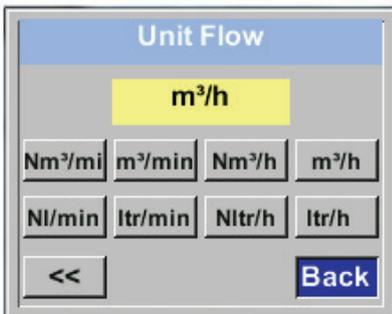 Unit Flow
m³/h
Nm³/mi m³/min Nm³/h m³/h
Nl/min ltr/min Nltr/h ltr/h
<< Back